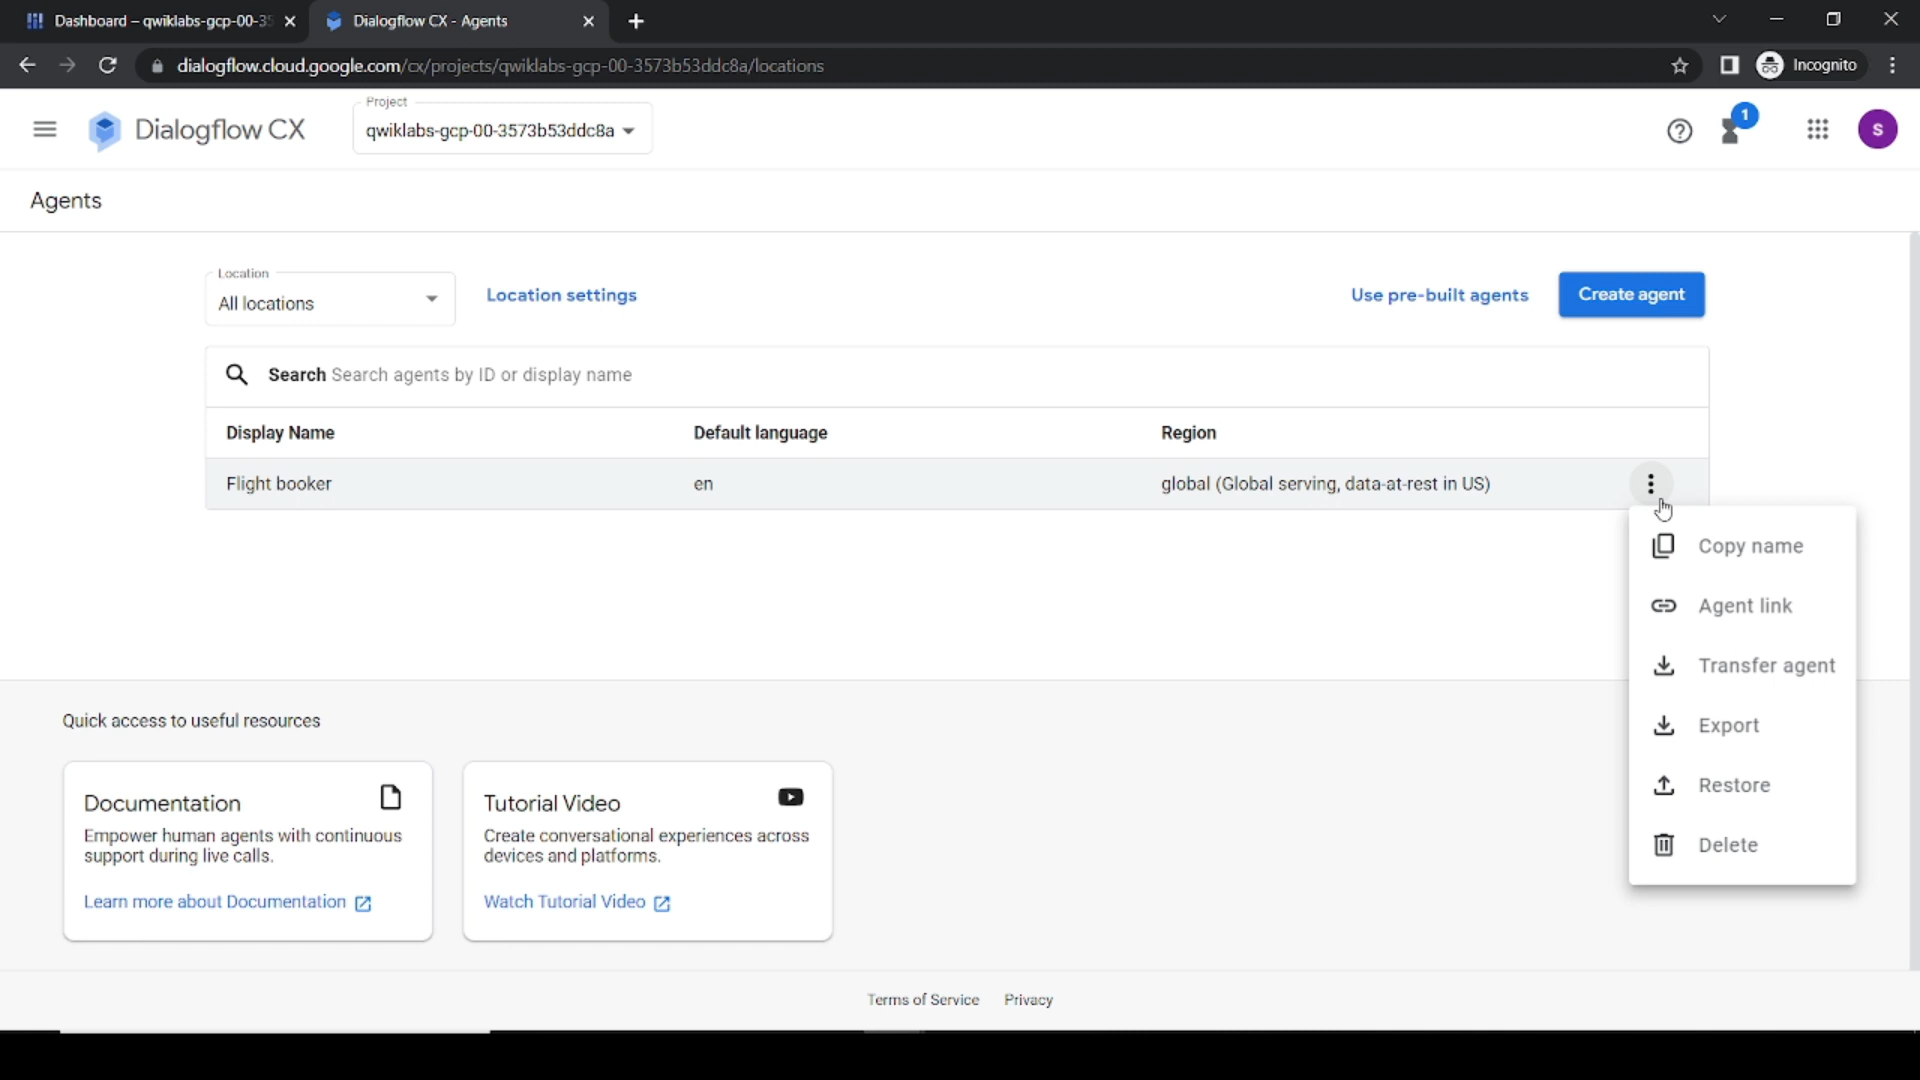 Dashboard – qwiklabs-gcp-00-35
Dialogflow CX - Agents
dialogflow.cloud.google.com/cx/projects/qwiklabs-gcp-00-3573b53ddc8a/locations
Incognito
Dialogflow CX
Project
qwiklabs-gcp-00-3573b53ddc8a
1
S
Agents
Location
All locations
Location settings
Use pre-built agents
Create agent
Search Search agents by ID or display name
Display Name Default language Region
Flight booker en global (Global serving, data-at-rest in US)
Copy name
Agent link
Transfer agent
Export
Restore
Delete
Quick access to useful resources
Documentation
Empower human agents with continuous
support during live calls.
Learn more about Documentation
Tutorial Video
Create conversational experiences across
devices and platforms.
Watch Tutorial Video
Terms of Service Privacy